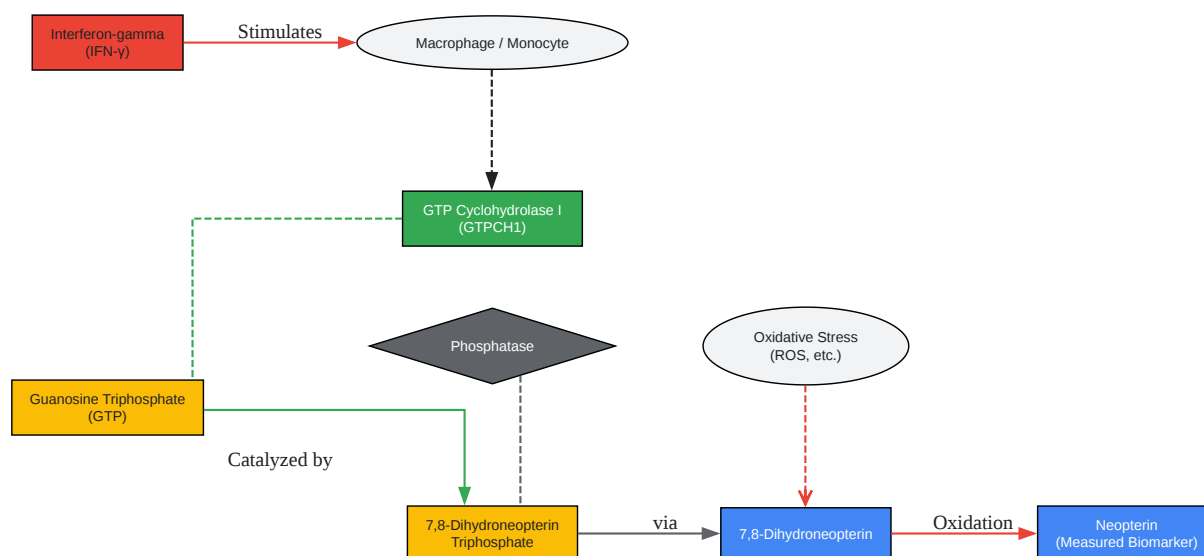 Interferon-gamma
(IFN-γ)
Stimulates
Macrophage / Monocyte
GTP Cyclohydrolase I
(GTPCH1)
Phosphatase
Oxidative Stress
(ROS, etc.)
Guanosine Triphosphate
(GTP)
Catalyzed by
7,8-Dihydroneopterin
Triphosphate
via
7,8-Dihydroneopterin
Oxidation
Neopterin
(Measured Biomarker)